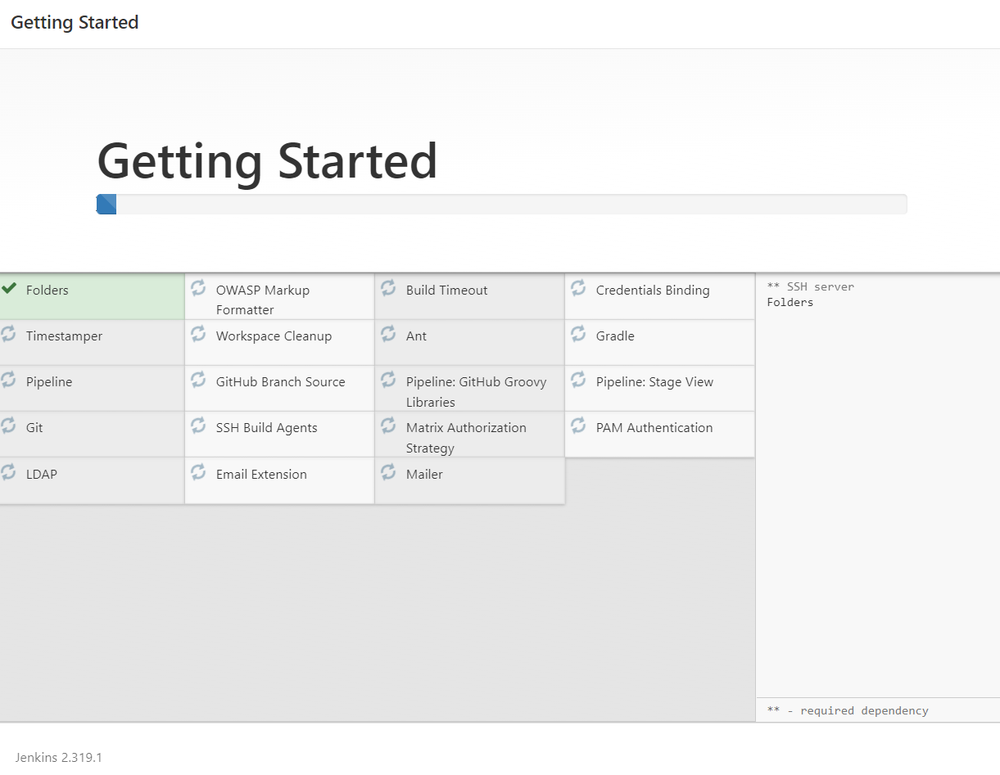 Getting Started
Getting Started
Folders
OWASP Markup
Formatter
Build Timeout
Credentials Binding
Timestamper
Workspace Cleanup
Ant
Gradle
Pipeline
GitHub Branch Source
Pipeline: GitHub Groovy
Libraries
Pipeline: Stage View
Git
SSH Build Agents
Matrix Authorization
Strategy
PAM Authentication
LDAP
Email Extension
Mailer
** SSH server
Folders
** - required dependency
Jenkins 2.319.1